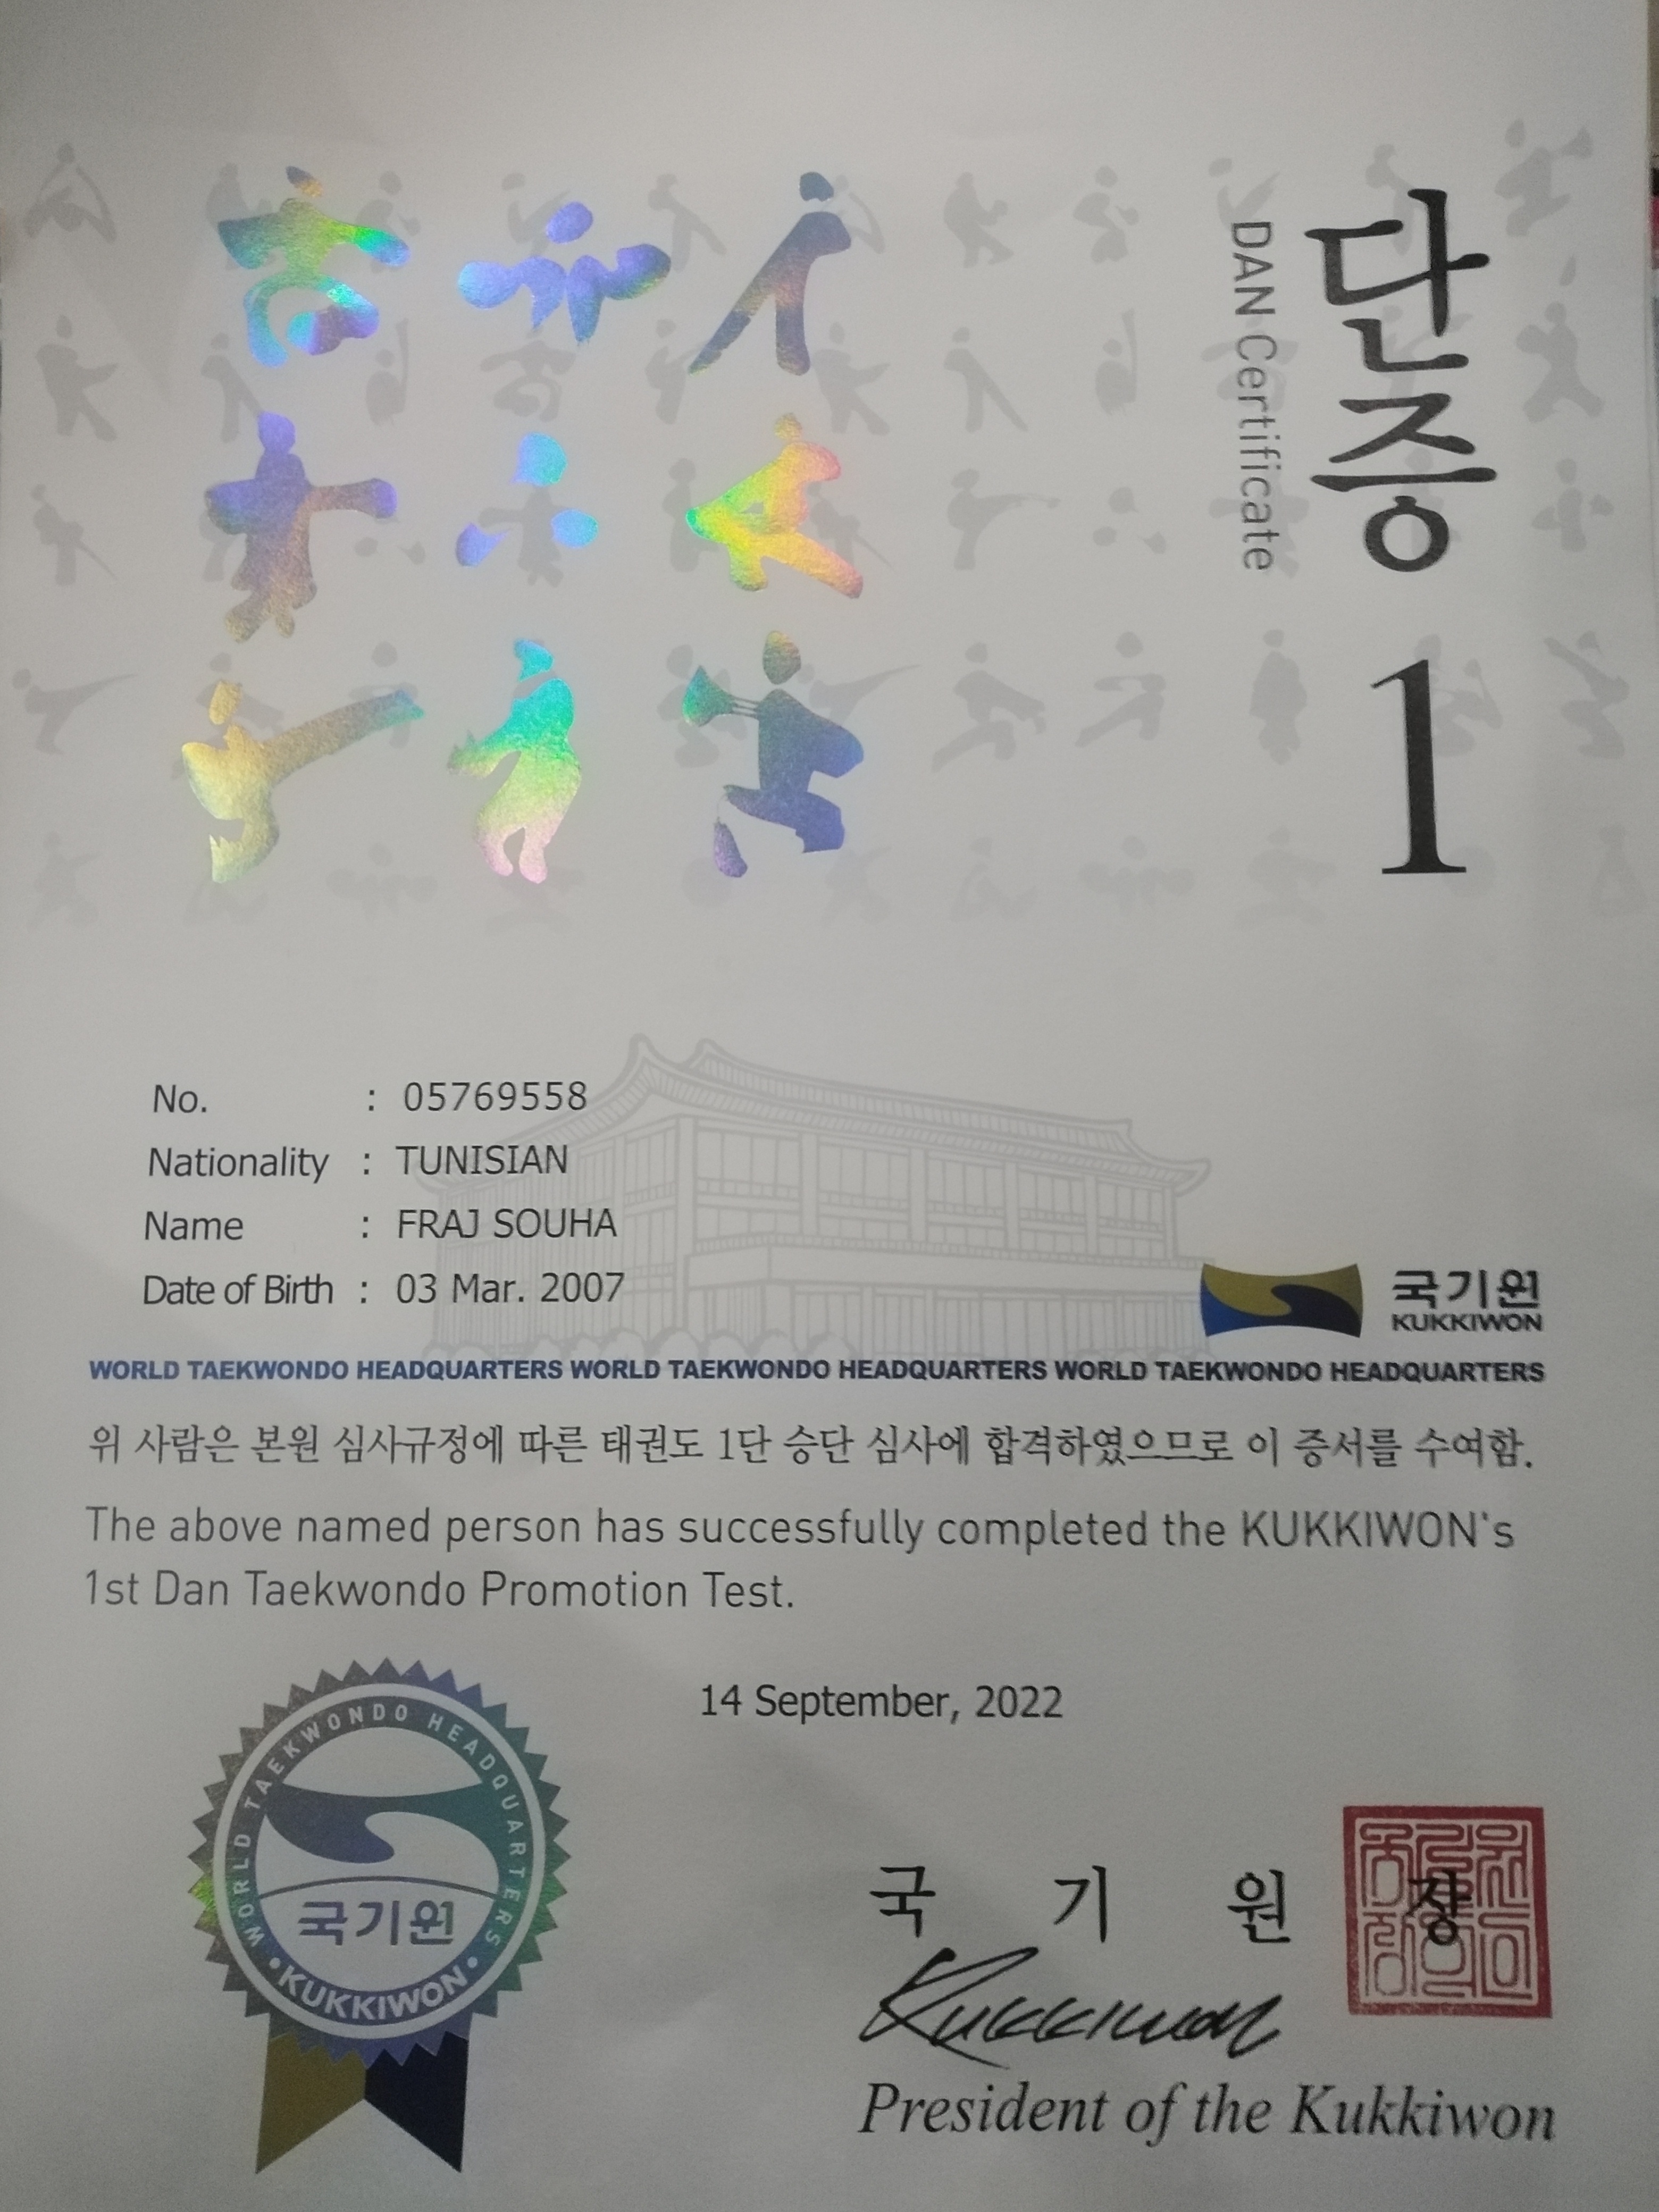 단증
DAN Certificate
1
No. : 05769558
Nationality : TUNISIAN
Name : FRAJ SOUHA
Date of Birth : 03 Mar. 2007
국기원
KUKKIWON
WORLD TAEKWONDO HEADQUARTERS WORLD TAEKWONDO HEADQUARTERS WORLD TAEKWONDO HEADQUARTERS
위 사람은 본원 심사규정에 따른 태권도 1단 승단 심사에 합격하였으므로 이 증서를 수여함.
The above named person has successfully completed the KUKKIWON's
1st Dan Taekwondo Promotion Test.
14 September, 2022
WORLD TAEKWONDO HEADQUARTERS
국기원
• KUKKIWON •
국 기 원 장
Kukkiwon
President of the Kukkiwon